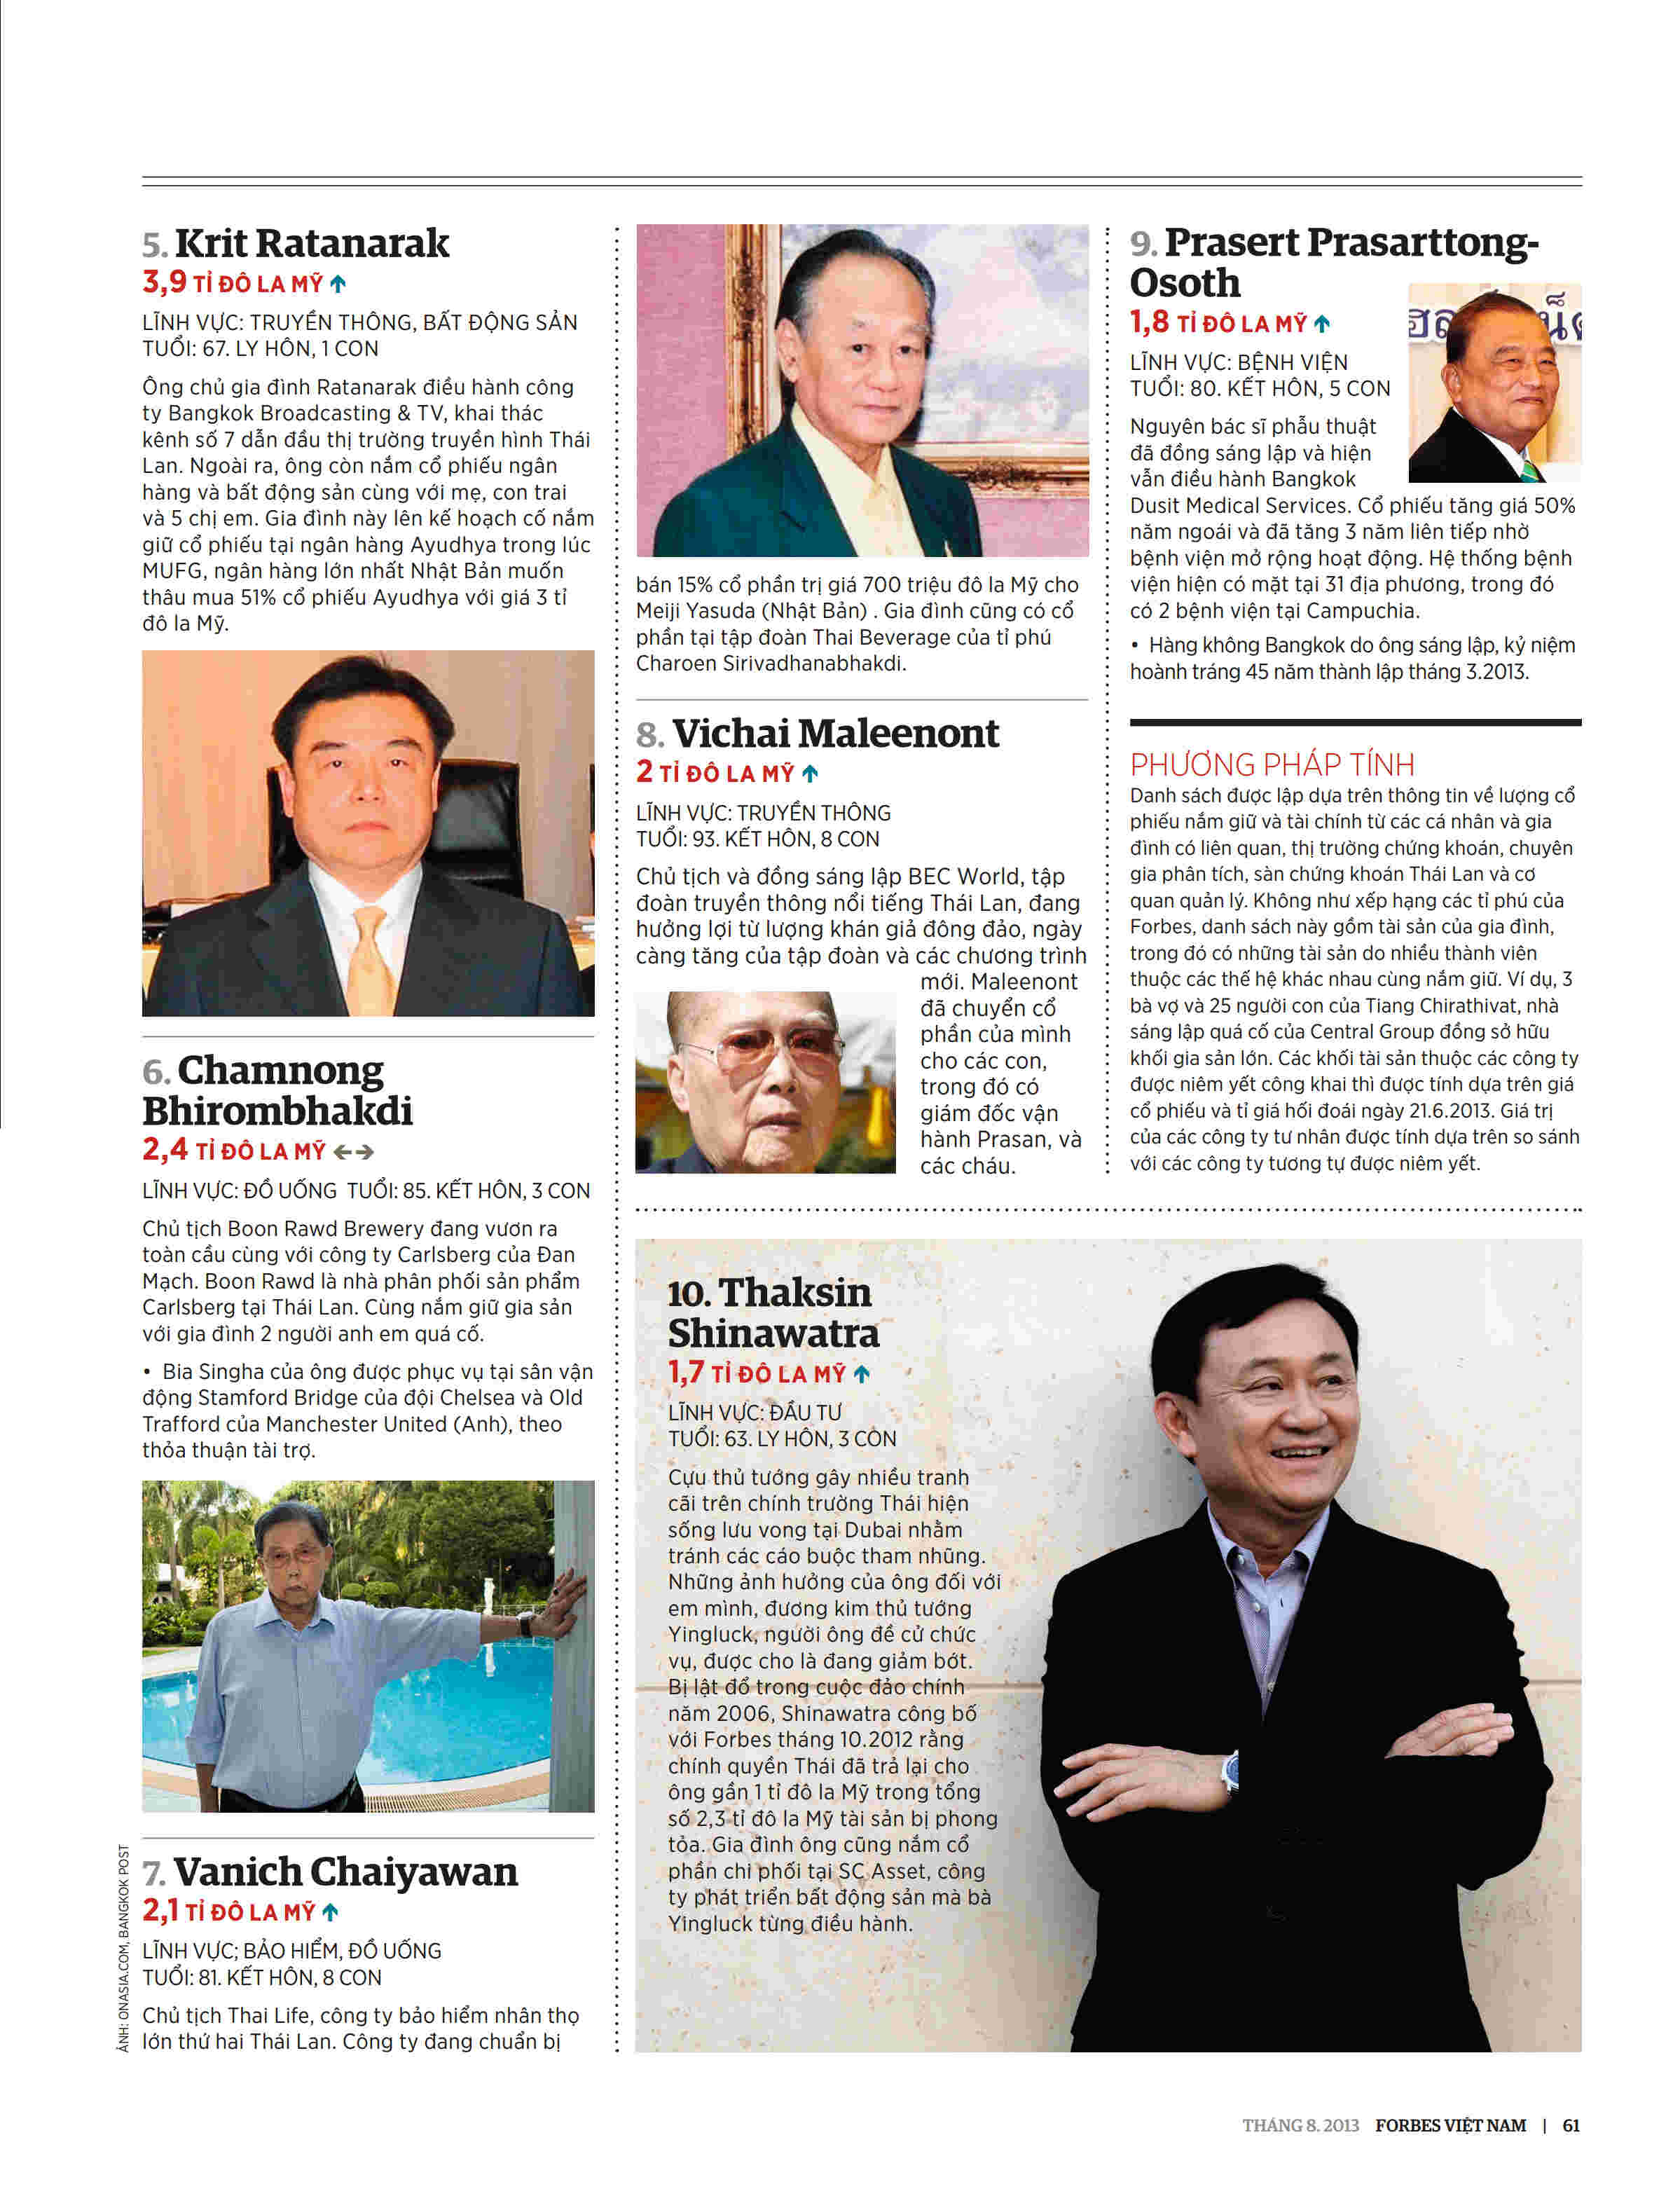 5. Krit Ratanarak
3,9 TỈ ĐÔ LA MỸ
LĨNH VỰC: TRUYỀN THÔNG, BẤT ĐỘNG SẢN
TUỔI: 67. LY HÔN, 1 CON
Ông chủ gia đình Ratanarak điều hành công
ty Bangkok Broadcasting & TV, khai thác
kênh số 7 dẫn đầu thị trường truyền hình Thái
Lan. Ngoài ra, ông còn nắm cổ phiếu ngân
hàng và bất động sản cùng với mẹ, con trai
và 5 chị em. Gia đình này lên kế hoạch cố nắm
giữ cổ phiếu tại ngân hàng Ayudhya trong lúc
MUFG, ngân hàng lớn nhất Nhật Bản muốn
thâu mua 51% cổ phiếu Ayudhya với giá 3 tỉ
đô la Mỹ.
6. Chamnong
Bhirombhakdi
2,4 TỈ ĐÔ LA MỸ
LĨNH VỰC: ĐỒ UỐNG TUỔI: 85. KẾT HÔN, 3 CON
Chủ tịch Boon Rawd Brewery đang vươn ra
toàn cầu cùng với công ty Carlsberg của Đan
Mạch. Boon Rawd là nhà phân phối sản phẩm
Carlsberg tại Thái Lan. Cùng nắm giữ gia sản
với gia đình 2 người anh em quá cố.
• Bia Singha của ông được phục vụ tại sân vận
động Stamford Bridge của đội Chelsea và Old
Trafford của Manchester United (Anh), theo
thỏa thuận tài trợ.
7. Vanich Chaiyawan
2,1 TỈ ĐÔ LA MỸ
LĨNH VỰC; BẢO HIỂM, ĐỒ UỐNG
TUỔI: 81. KẾT HÔN, 8 CON
Chủ tịch Thai Life, công ty bảo hiểm nhân thọ
lớn thứ hai Thái Lan. Công ty đang chuẩn bị
ẢNH: ONASIA.COM, BANGKOK POST
bán 15% cổ phần trị giá 700 triệu đô la Mỹ cho
Meiji Yasuda (Nhật Bản) . Gia đình cũng có cổ
phần tại tập đoàn Thai Beverage của tỉ phú
Charoen Sirivadhanabhakdi.
8. Vichai Maleenont
2 TỈ ĐÔ LA MỸ
LĨNH VỰC: TRUYỀN THÔNG
TUỔI: 93. KẾT HÔN, 8 CON
Chủ tịch và đồng sáng lập BEC World, tập
đoàn truyền thông nổi tiếng Thái Lan, đang
hưởng lợi từ lượng khán giả đông đảo, ngày
càng tăng của tập đoàn và các chương trình
mới. Maleenont
đã chuyển cổ
phần của mình
cho các con,
trong đó có
giám đốc vận
hành Prasan, và
các cháu.
9. Prasert Prasarttong-
Osoth
1,8 TỈ ĐÔ LA MỸ
LĨNH VỰC: BỆNH VIỆN
TUỔI: 80. KẾT HÔN, 5 CON
Nguyên bác sĩ phẫu thuật
đã đồng sáng lập và hiện
vẫn điều hành Bangkok
Dusit Medical Services. Cổ phiếu tăng giá 50%
năm ngoái và đã tăng 3 năm liên tiếp nhờ
bệnh viện mở rộng hoạt động. Hệ thống bệnh
viện hiện có mặt tại 31 địa phương, trong đó
có 2 bệnh viện tại Campuchia.
• Hàng không Bangkok do ông sáng lập, kỷ niệm
hoành tráng 45 năm thành lập tháng 3.2013.
PHƯƠNG PHÁP TÍNH
Danh sách được lập dựa trên thông tin về lượng cổ
phiếu nắm giữ và tài chính từ các cá nhân và gia
đình có liên quan, thị trường chứng khoán, chuyên
gia phân tích, sàn chứng khoán Thái Lan và cơ
quan quản lý. Không như xếp hạng các tỉ phú của
Forbes, danh sách này gồm tài sản của gia đình,
trong đó có những tài sản do nhiều thành viên
thuộc các thế hệ khác nhau cùng nắm giữ. Ví dụ, 3
bà vợ và 25 người con của Tiang Chirathivat, nhà
sáng lập quá cố của Central Group đồng sở hữu
khối gia sản lớn. Các khối tài sản thuộc các công ty
được niêm yết công khai thì được tính dựa trên giá
cổ phiếu và tỉ giá hối đoái ngày 21.6.2013. Giá trị
của các công ty tư nhân được tính dựa trên so sánh
với các công ty tương tự được niêm yết.
10. Thaksin
Shinawatra
1,7 TỈ ĐÔ LA MỸ
LĨNH VỰC: ĐẦU TƯ
TUỔI: 63. LY HÔN, 3 CON
Cựu thủ tướng gây nhiều tranh
cãi trên chính trường Thái hiện
sống lưu vong tại Dubai nhằm
tránh các cáo buộc tham nhũng.
Những ảnh hưởng của ông đối với
em mình, đương kim thủ tướng
Yingluck, người ông đề cử chức
vụ, được cho là đang giảm bớt.
Bị lật đổ trong cuộc đảo chính
năm 2006, Shinawatra công bố
với Forbes tháng 10.2012 rằng
chính quyền Thái đã trả lại cho
ông gần 1 tỉ đô la Mỹ trong tổng
số 2,3 tỉ đô la Mỹ tài sản bị phong
tỏa. Gia đình ông cũng nắm cổ
phần chi phối tại SC Asset, công
ty phát triển bất động sản mà bà
Yingluck từng điều hành.
THÁNG 8. 2013 FORBES VIỆT NAM | 61